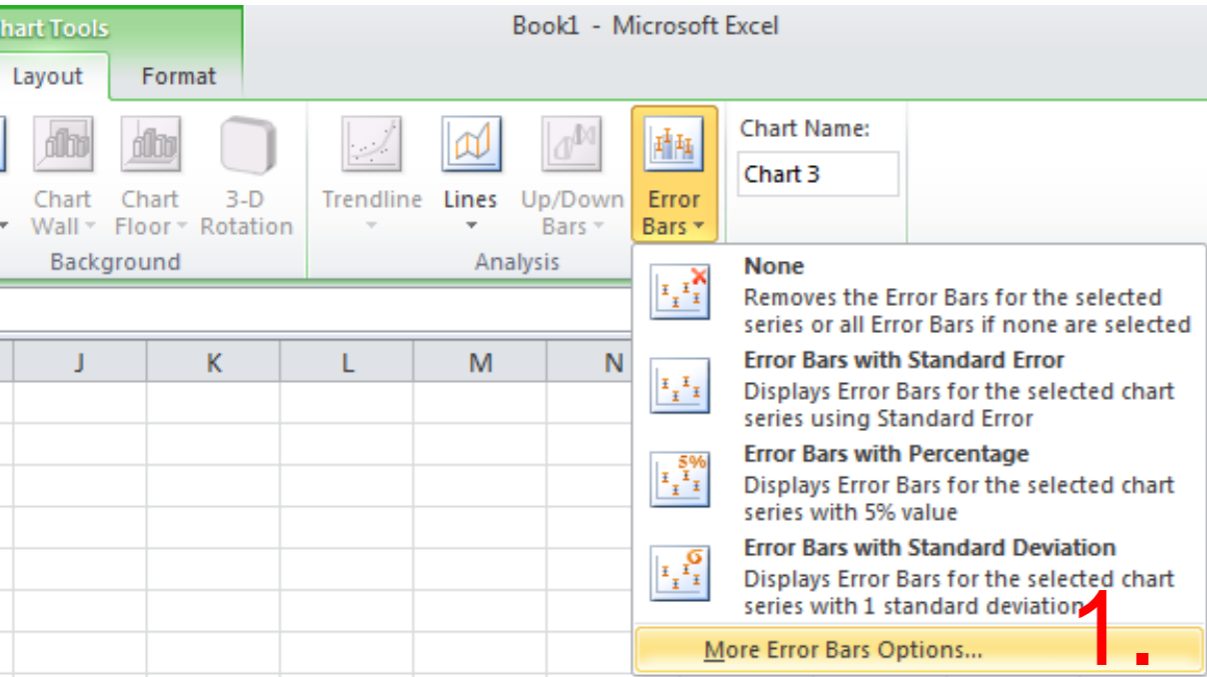 hart Tools
Book1 - Microsoft Excel
Layout Format
Chart Wall
Chart Floor
3-D Rotation
Trendline
Lines
Up/Down Bars
Error Bars
Chart Name:
Chart 3
Background
Analysis
None
Removes the Error Bars for the selected
series or all Error Bars if none are selected
J K L M N
Error Bars with Standard Error
Displays Error Bars for the selected chart
series using Standard Error
5%
Error Bars with Percentage
Displays Error Bars for the selected chart
series with 5% value
σ
Error Bars with Standard Deviation
Displays Error Bars for the selected chart
series with 1 standard deviation
More Error Bars Options...
1.